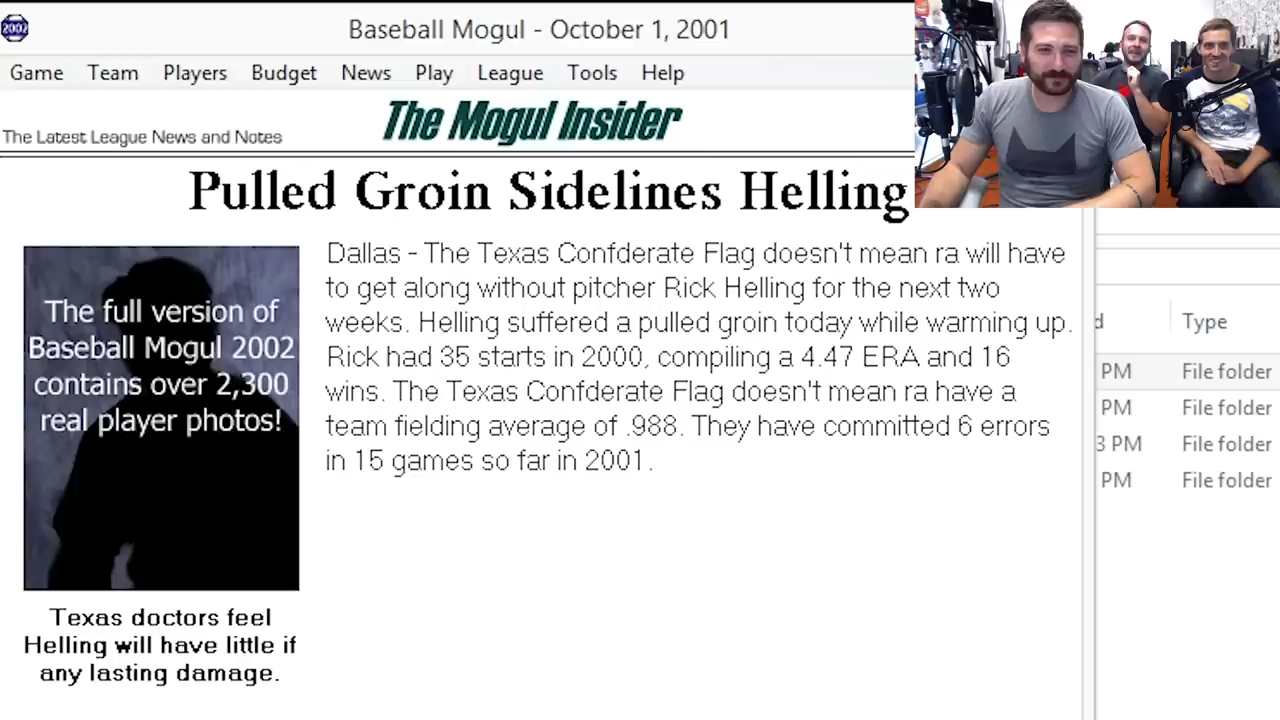 2002
Baseball Mogul - October 1, 2001
Game Team Players Budget News Play League Tools Help
The Latest League News and Notes
The Mogul Insider
Pulled Groin Sidelines Helling
The full version of
Baseball Mogul 2002
contains over 2,300
real player photos!
Texas doctors feel
Helling will have little if
any lasting damage.
Dallas - The Texas Confderate Flag doesn't mean ra will have
to get along without pitcher Rick Helling for the next two
weeks. Helling suffered a pulled groin today while warming up.
Rick had 35 starts in 2000, compiling a 4.47 ERA and 16
wins. The Texas Confderate Flag doesn't mean ra have a
team fielding average of .988. They have committed 6 errors
in 15 games so far in 2001.
d Type
PM File folder
PM File folder
3 PM File folder
PM File folder